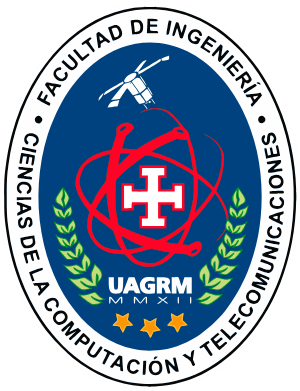 • FACULTAD DE INGENIERÍA •
CIENCIAS DE LA COMPUTACIÓN Y TELECOMUNICACIONES
UAGRM
MMXII